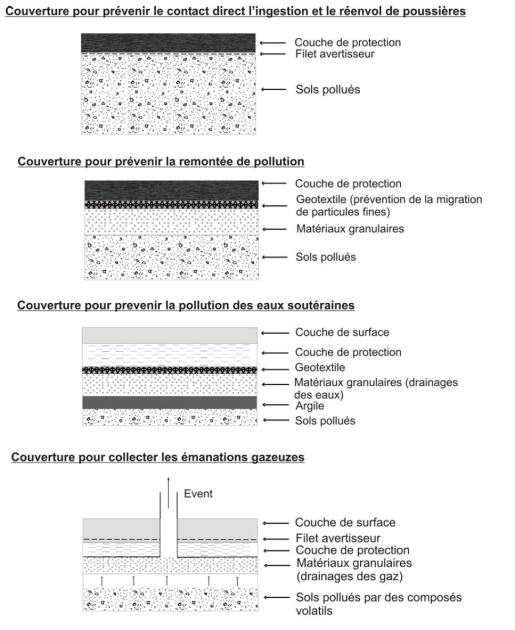 Couverture pour prévenir le contact direct l'ingestion et le réenvol de poussières
Couche de protection
Filet avertisseur
Sols pollués
Couverture pour prévenir la remontée de pollution
Couche de protection
Geotextile (prévention de la migration
de particules fines)
Matériaux granulaires
Sols pollués
Couverture pour prevenir la pollution des eaux soutéraines
Couche de surface
Couche de protection
Geotextile
Matériaux granulaires (drainages
des eaux)
Argile
Sols pollués
Couverture pour collecter les émanations gazeuzes
Event
Couche de surface
Filet avertisseur
Couche de protection
Matériaux granulaires
(drainages des gaz)
Sols pollués par des composés
volatils